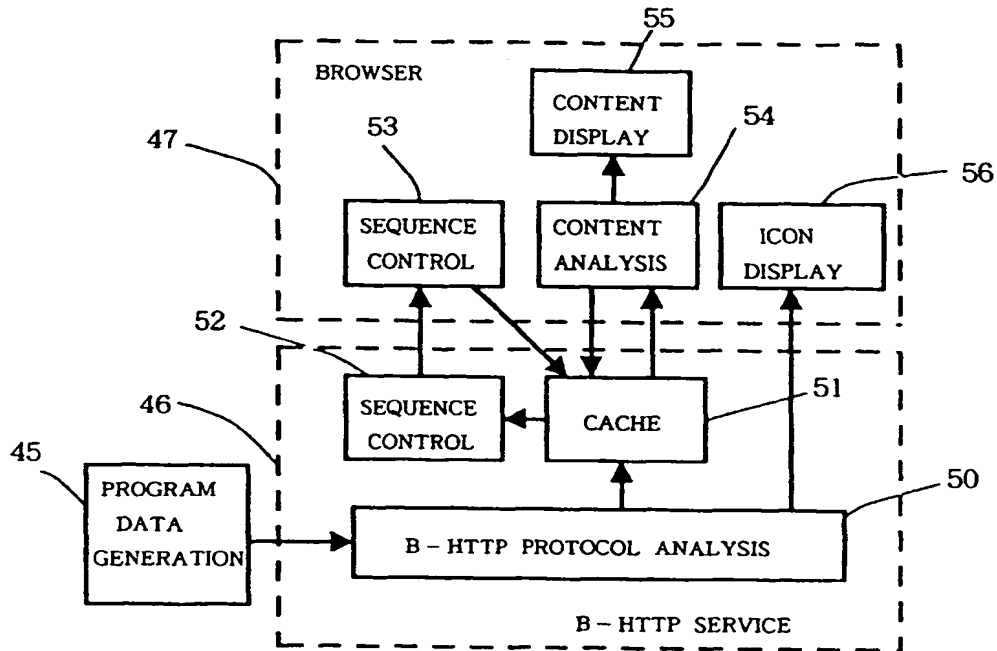 55
BROWSER
CONTENT
DISPLAY
53
54
47
56
SEQUENCE
CONTROL
CONTENT
ANALYSIS
ICON
DISPLAY
52
51
46
SEQUENCE
CONTROL
CACHE
45
50
PROGRAM
DATA
GENERATION
B-HTTP PROTOCOL ANALYSIS
B-HTTP SERVICE